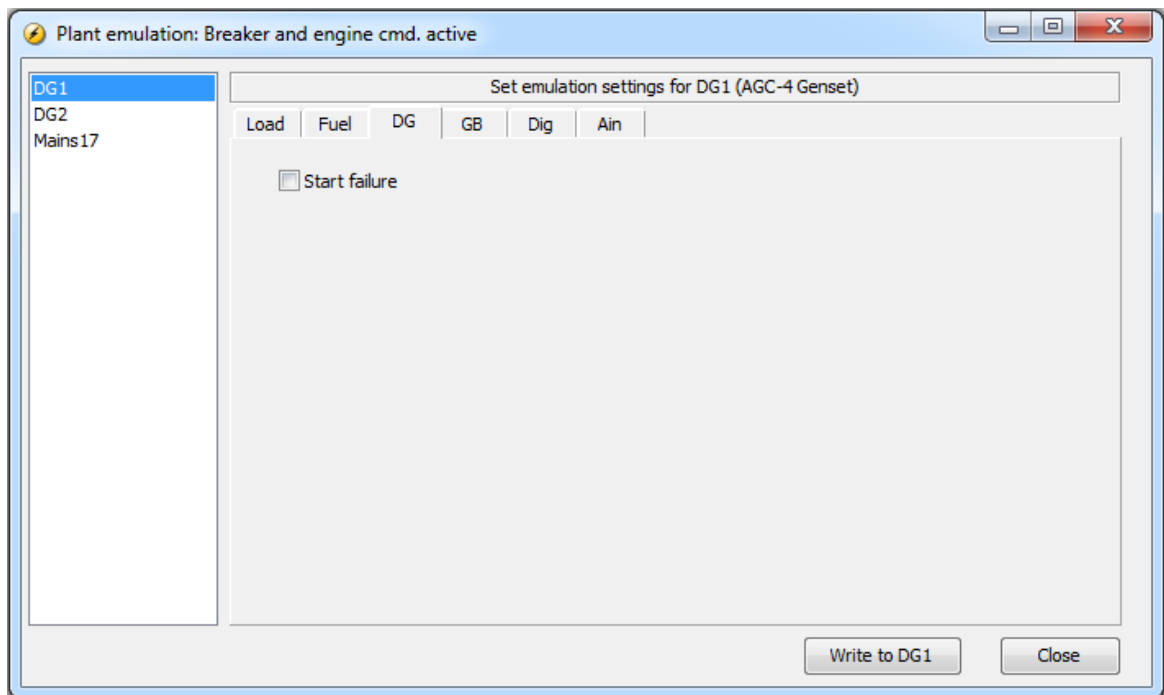 Plant emulation: Breaker and engine cmd. active
DG1
DG2
Mains17
Set emulation settings for DG1 (AGC-4 Genset)
Load Fuel DG GB Dig Ain
Start failure
Write to DG1 Close